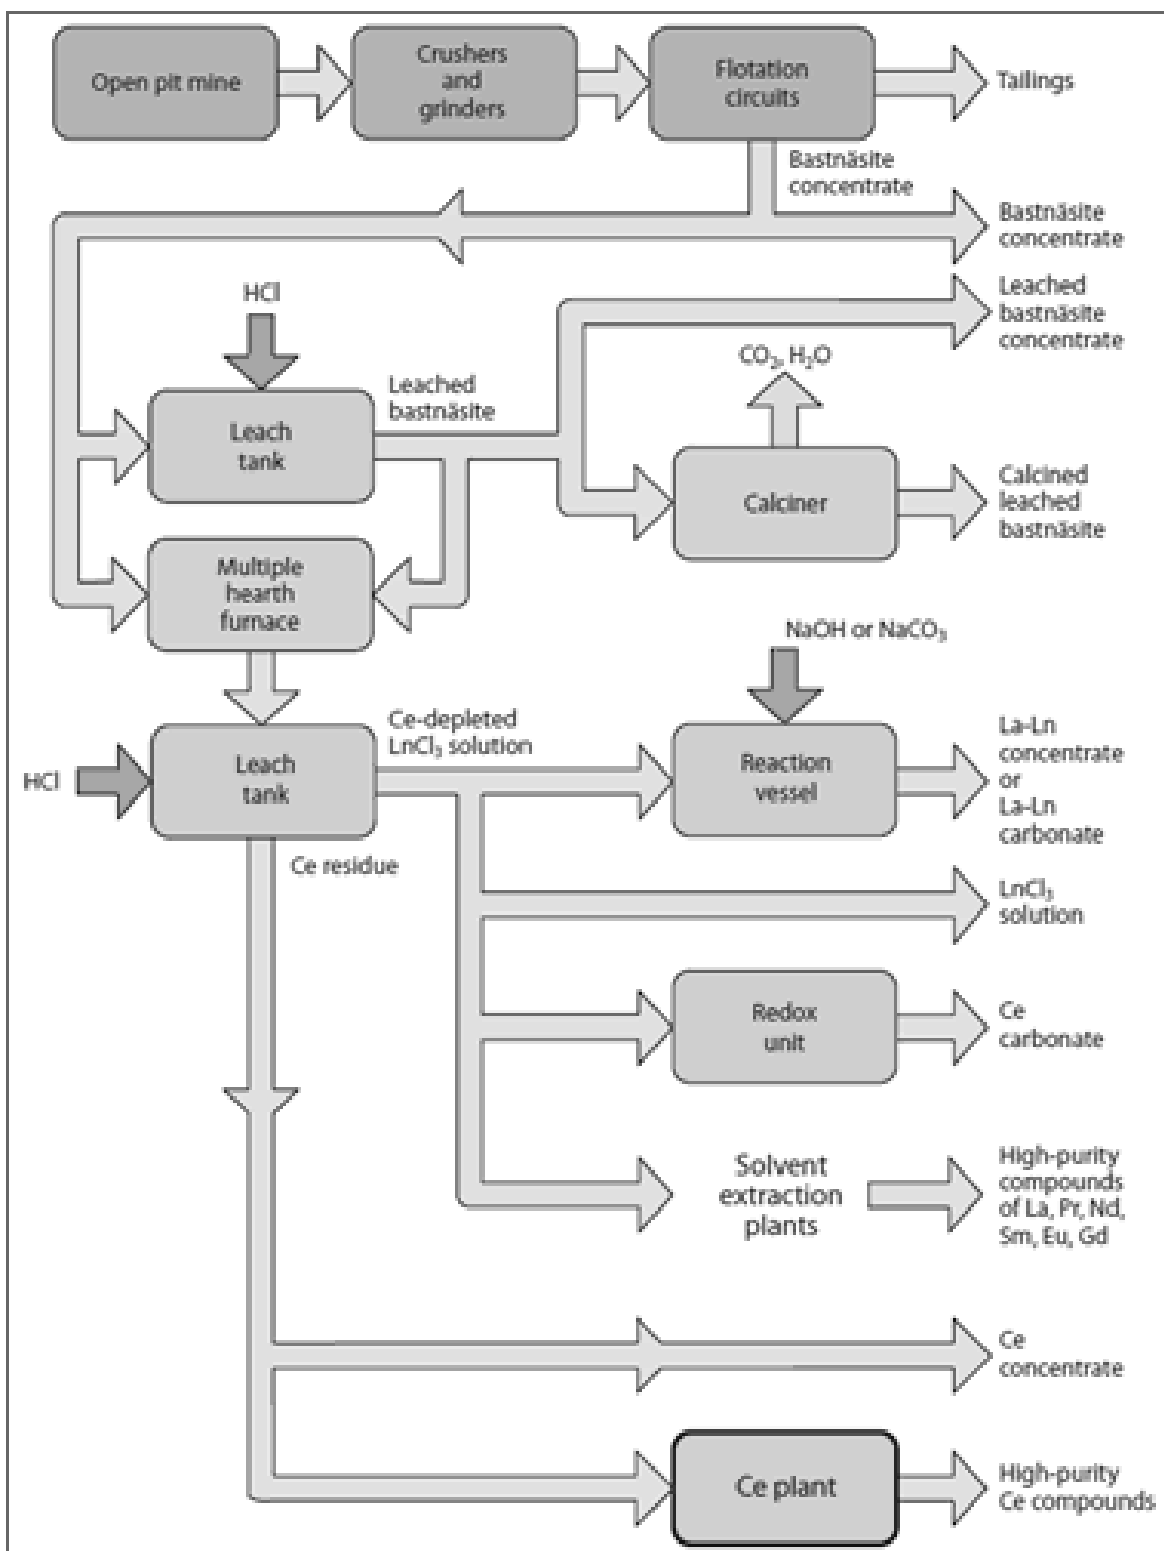 Open pit mine
Crushers
and
grinders
Flotation
circuits
Tailings
Bastnäsite
concentrate
Bastnäsite
concentrate
HCl
Leached
bastnäsite
concentrate
CO₂, H₂O
Leached
bastnäsite
Leach
tank
Calciner
Calcined
leached
bastnäsite
Multiple
hearth
furnace
NaOH or NaCO₃
Ce-depleted
LnCl₃ solution
HCl
Leach
tank
Reaction
vessel
La-Ln
concentrate
or
La-Ln
carbonate
Ce residue
LnCl₃
solution
Redox
unit
Ce
carbonate
Solvent
extraction
plants
High-purity
compounds
of La, Pr, Nd,
Sm, Eu, Gd
Ce
concentrate
Ce plant
High-purity
Ce compounds